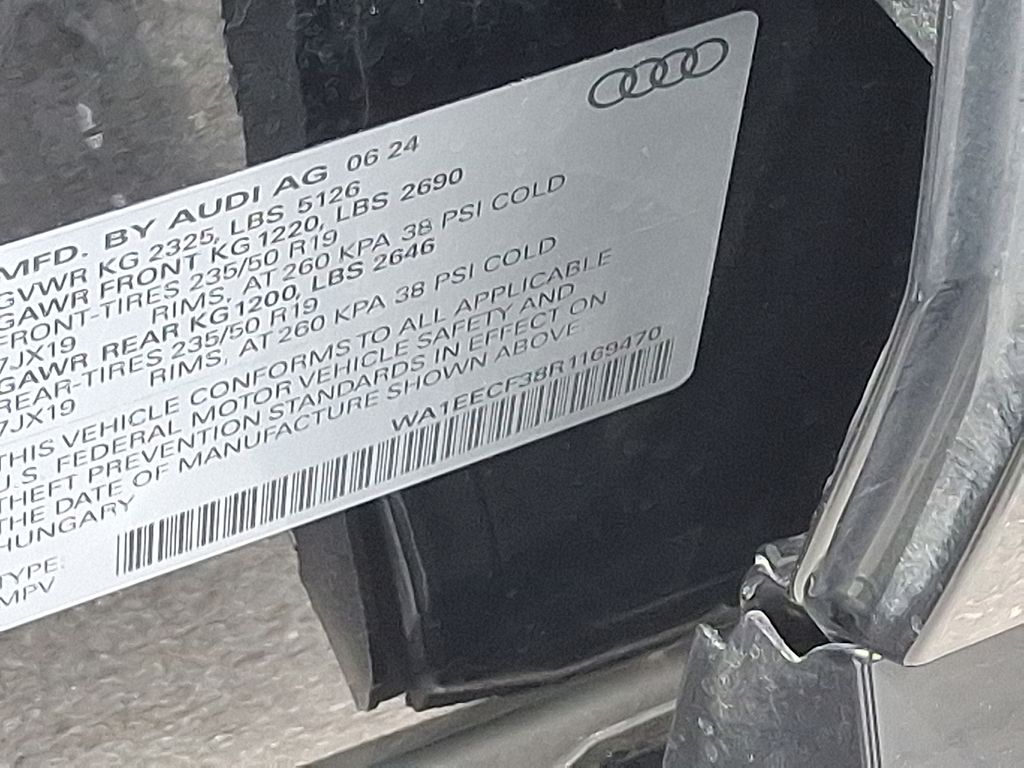 MFD. BY AUDI AG 06 24
GVWR KG 2325, LBS 5126
GAWR FRONT KG 1220, LBS 2690
FRONT-TIRES 235/50 R19
7JX19 RIMS, AT 260 KPA 38 PSI COLD
GAWR REAR KG 1200, LBS 2646
REAR-TIRES 235/50 R19
7JX19 RIMS, AT 260 KPA 38 PSI COLD
THIS VEHICLE CONFORMS TO ALL APPLICABLE
U.S. FEDERAL MOTOR VEHICLE SAFETY AND
THEFT PREVENTION STANDARDS IN EFFECT ON
THE DATE OF MANUFACTURE SHOWN ABOVE
HUNGARY
WA1EECF38R1169470
TYPE:
MPV